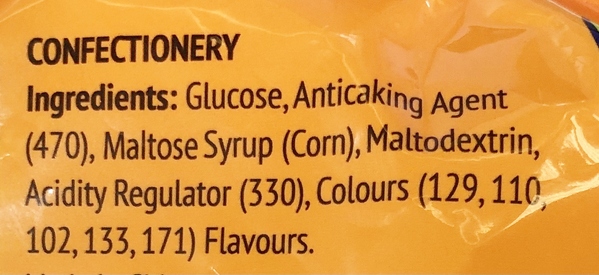 CONFECTIONERY
Ingredients: Glucose, Anticaking Agent
(470), Maltose Syrup (Corn), Maltodextrin,
Acidity Regulator (330), Colours (129, 110,
102, 133, 171) Flavours.